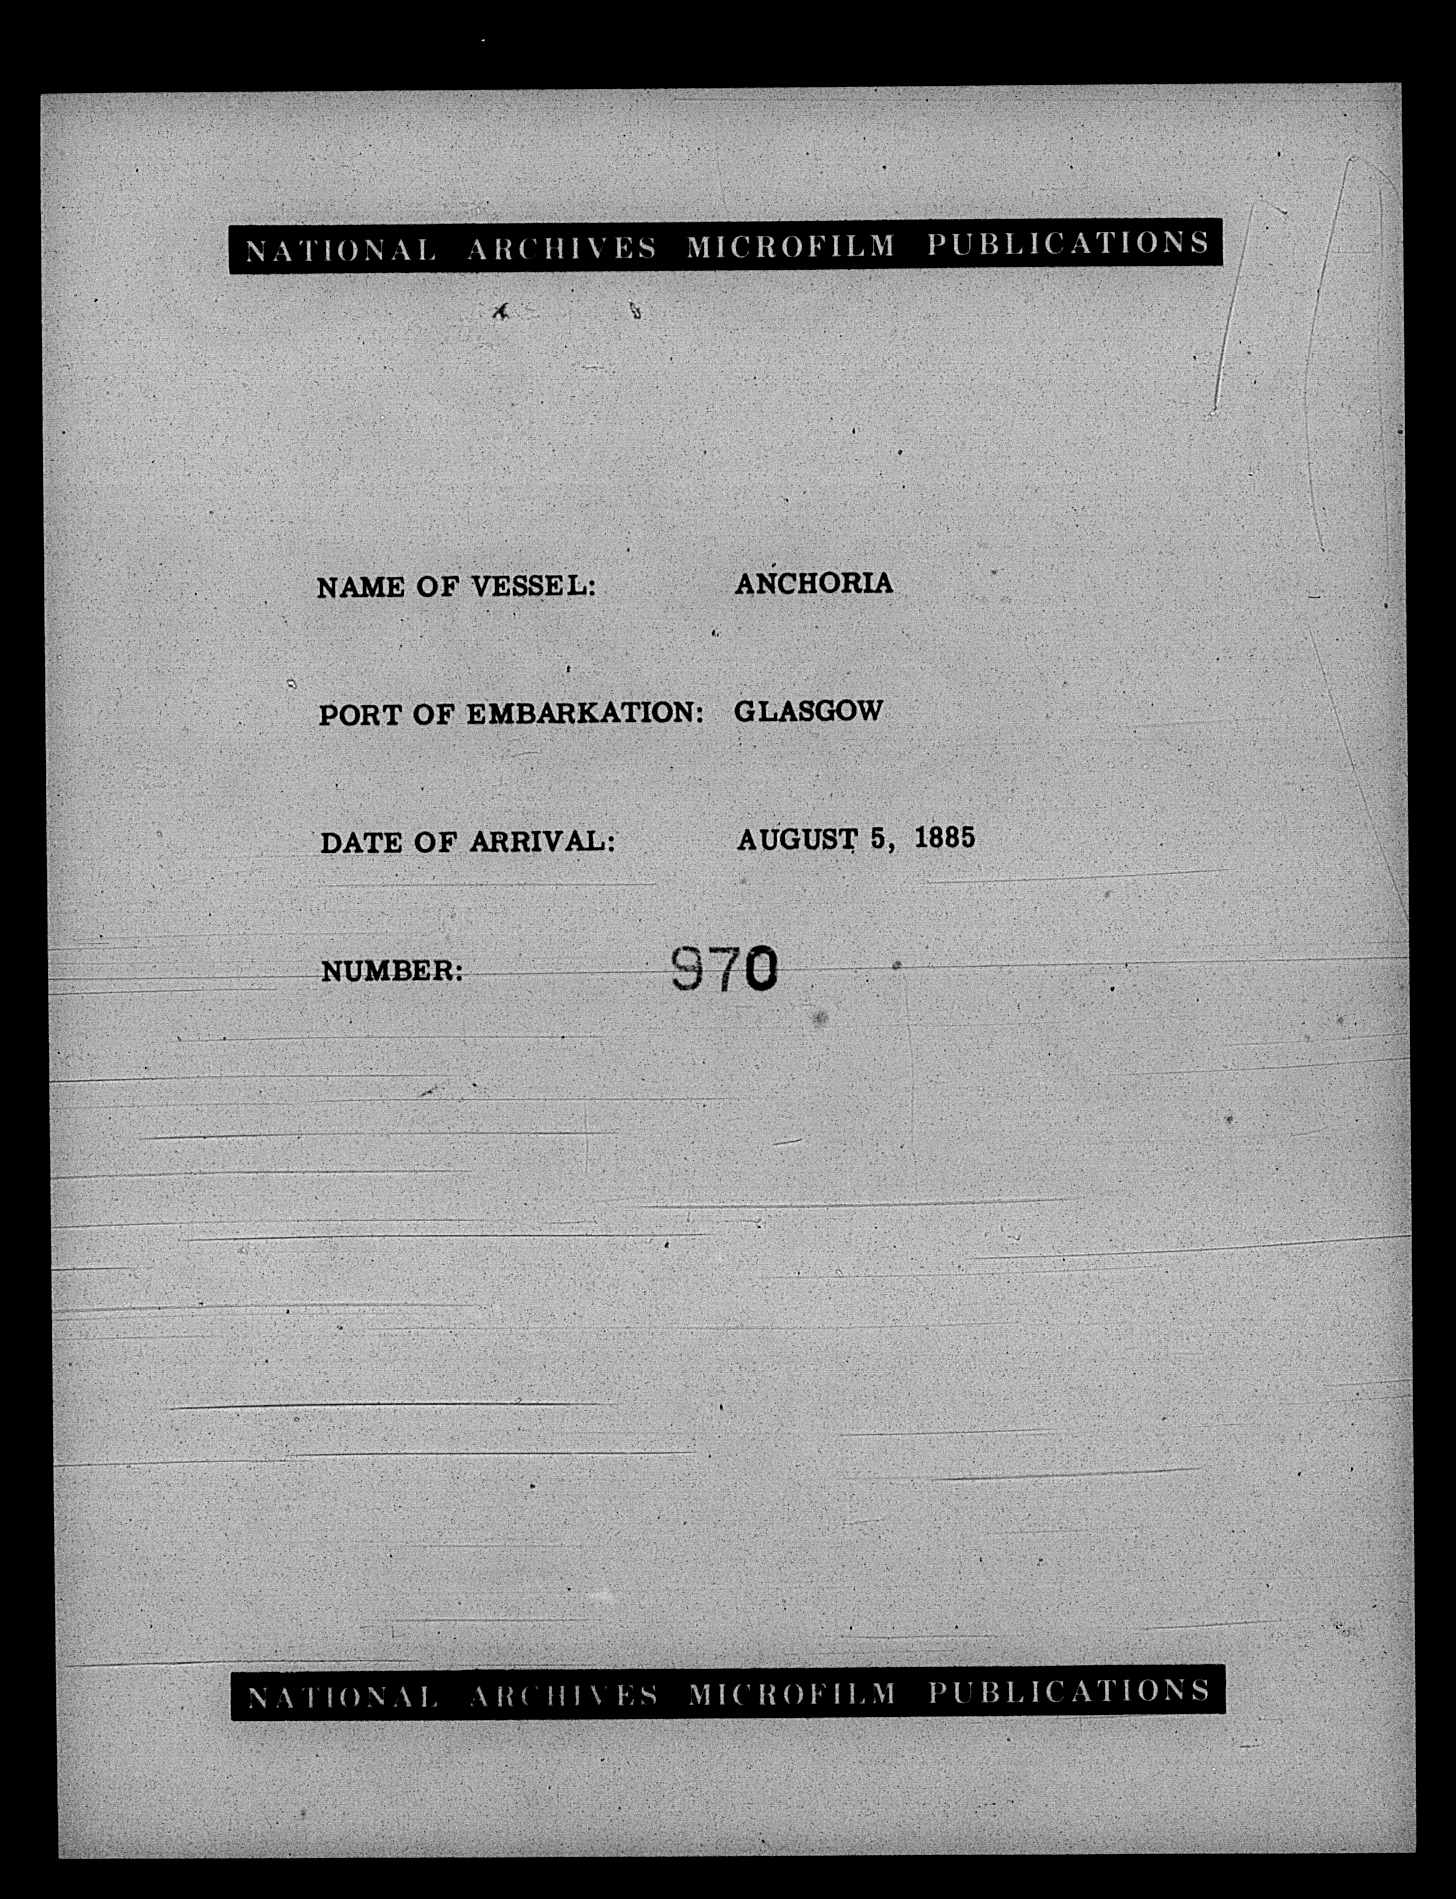 NATIONAL ARCHIVES MICROFILM PUBLICATIONS
NAME OF VESSEL: ANCHORIA
PORT OF EMBARKATION: GLASGOW
DATE OF ARRIVAL: AUGUST 5, 1885
NUMBER: 970
NATIONAL ARCHIVES MICROFILM PUBLICATIONS